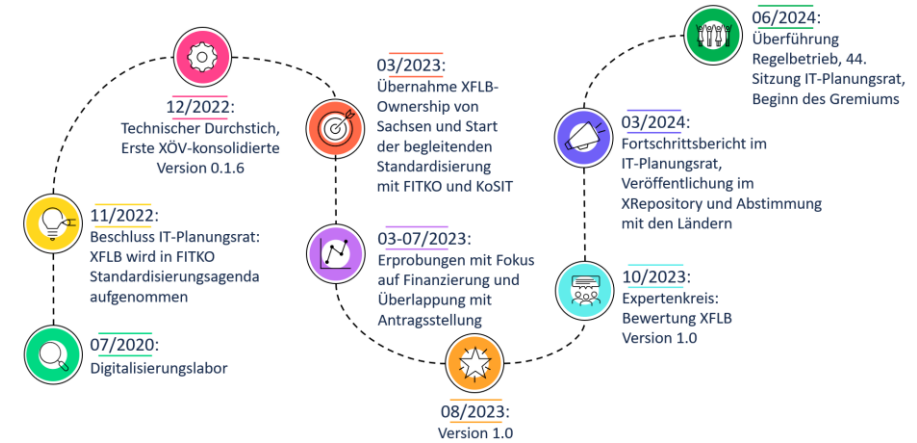 07/2020:
Digitalisierungslabor
11/2022:
Beschluss IT-Planungsrat:
XFLB wird in FITKO
Standardisierungsagenda
aufgenommen
12/2022:
Technischer Durchstich,
Erste XÖV-konsolidierte
Version 0.1.6
03/2023:
Übernahme XFLB-
Ownership von
Sachsen und Start
der begleitenden
Standardisierung
mit FITKO und KoSIT
03-07/2023:
Erprobungen mit Fokus
auf Finanzierung und
Überlappung mit
Antragsstellung
08/2023:
Version 1.0
10/2023:
Expertenkreis:
Bewertung XFLB
Version 1.0
03/2024:
Fortschrittsbericht im
IT-Planungsrat,
Veröffentlichung im
XRepository und Abstimmung
mit den Ländern
06/2024:
Überführung
Regelbetrieb, 44.
Sitzung IT-Planungsrat,
Beginn des Gremiums